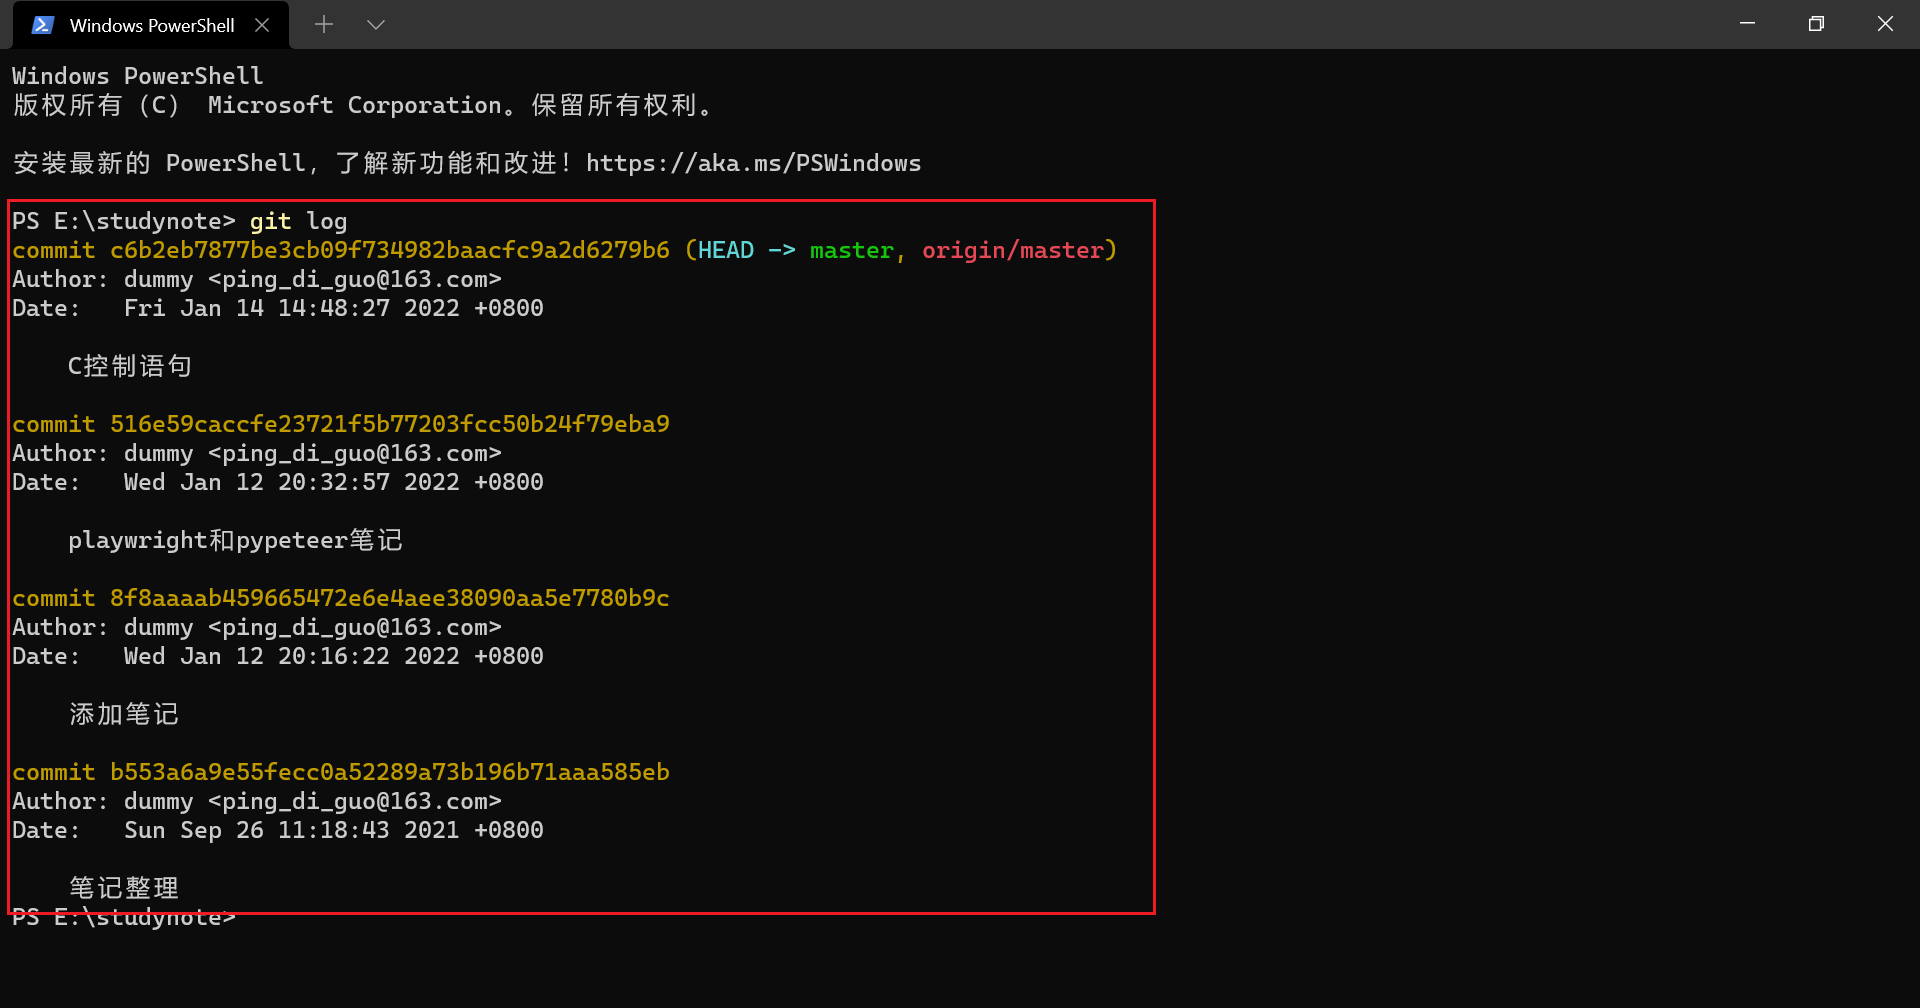 Windows PowerShell
Windows PowerShell
版权所有（C） Microsoft Corporation。保留所有权利。
安装最新的 PowerShell，了解新功能和改进！https://aka.ms/PSWindows
PS E:\studynote> git log
commit c6b2eb7877be3cb09f734982baacfc9a2d6279b6 (HEAD -> master, origin/master)
Author: dummy <ping_di_guo@163.com>
Date:   Fri Jan 14 14:48:27 2022 +0800
C控制语句
commit 516e59caccfe23721f5b77203fcc50b24f79eba9
Author: dummy <ping_di_guo@163.com>
Date:   Wed Jan 12 20:32:57 2022 +0800
playwright和pypeteer笔记
commit 8f8aaaab459665472e6e4aee38090aa5e7780b9c
Author: dummy <ping_di_guo@163.com>
Date:   Wed Jan 12 20:16:22 2022 +0800
添加笔记
commit b553a6a9e55fecc0a52289a73b196b71aaa585eb
Author: dummy <ping_di_guo@163.com>
Date:   Sun Sep 26 11:18:43 2021 +0800
笔记整理
PS E:\studynote>